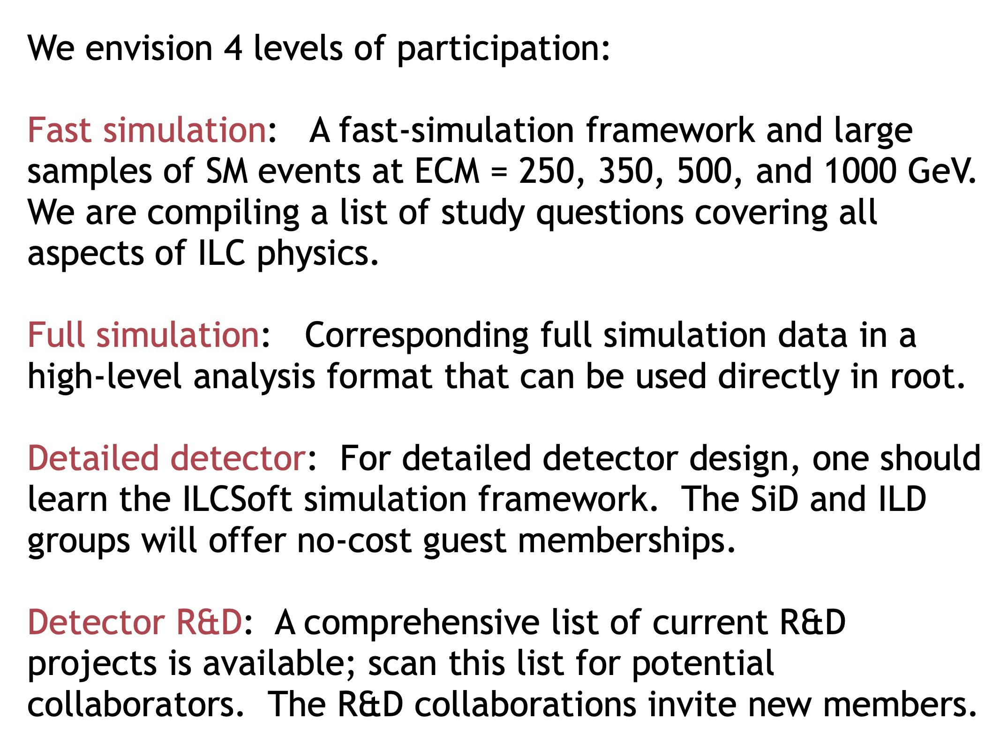 We envision 4 levels of participation:
Fast simulation:   A fast-simulation framework and large
samples of SM events at ECM = 250, 350, 500, and 1000 GeV.
We are compiling a list of study questions covering all
aspects of ILC physics.
Full simulation:   Corresponding full simulation data in a
high-level analysis format that can be used directly in root.
Detailed detector:  For detailed detector design, one should
learn the ILCSoft simulation framework.  The SiD and ILD
groups will offer no-cost guest memberships.
Detector R&D:  A comprehensive list of current R&D
projects is available; scan this list for potential
collaborators.  The R&D collaborations invite new members.